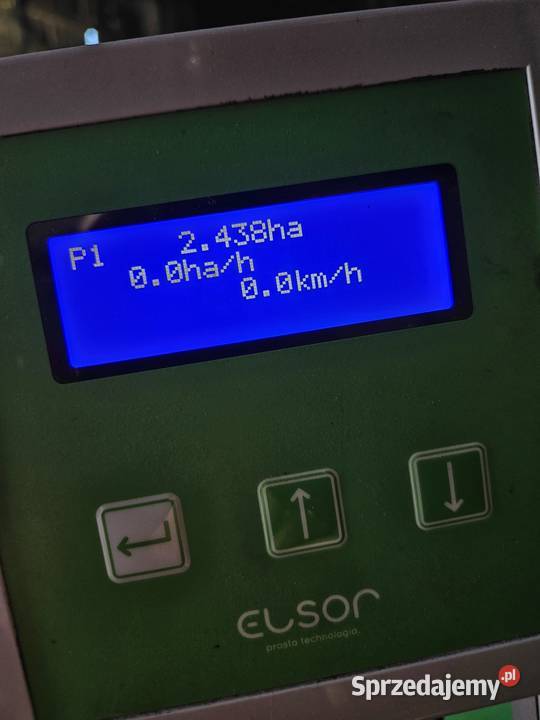 P1 2.438ha
0.0ha/h
0.0km/h
ELSOr
prosta technologia.
Sprzedajemy.pl